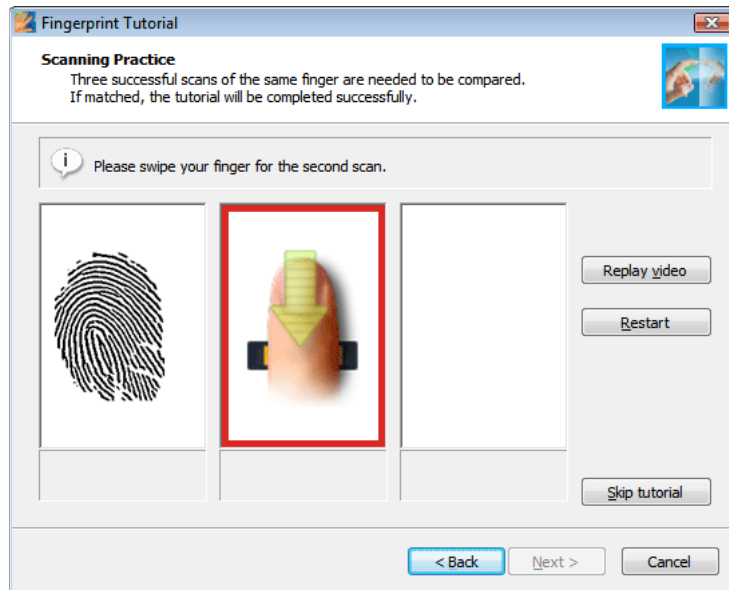 Fingerprint Tutorial
Scanning Practice
Three successful scans of the same finger are needed to be compared.
If matched, the tutorial will be completed successfully.
Please swipe your finger for the second scan.
Replay video
Restart
Skip tutorial
< Back
Next >
Cancel